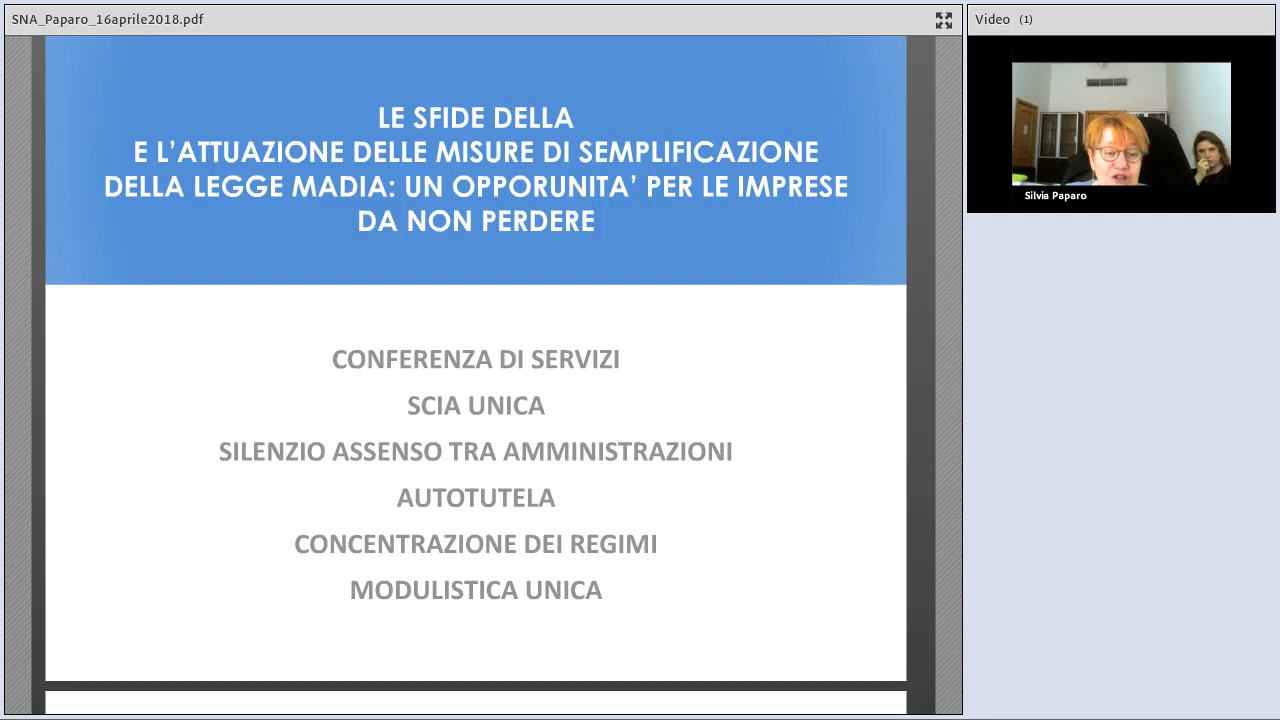 SNA_Paparo_16aprile2018.pdf
Video (1)
LE SFIDE DELLA
E L’ATTUAZIONE DELLE MISURE DI SEMPLIFICAZIONE
DELLA LEGGE MADIA: UN OPPORUNITA’ PER LE IMPRESE
DA NON PERDERE
CONFERENZA DI SERVIZI
SCIA UNICA
SILENZIO ASSENSO TRA AMMINISTRAZIONI
AUTOTUTELA
CONCENTRAZIONE DEI REGIMI
MODULISTICA UNICA
Silvia Paparo